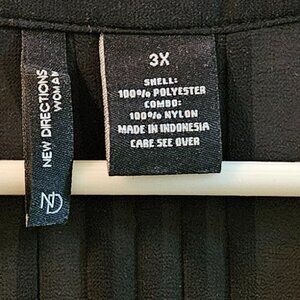 NEW DIRECTIONS
WOMAN
ND
3X
SHELL:
100% POLYESTER
COMBO:
100% NYLON
MADE IN INDONESIA
CARE SEE OVER